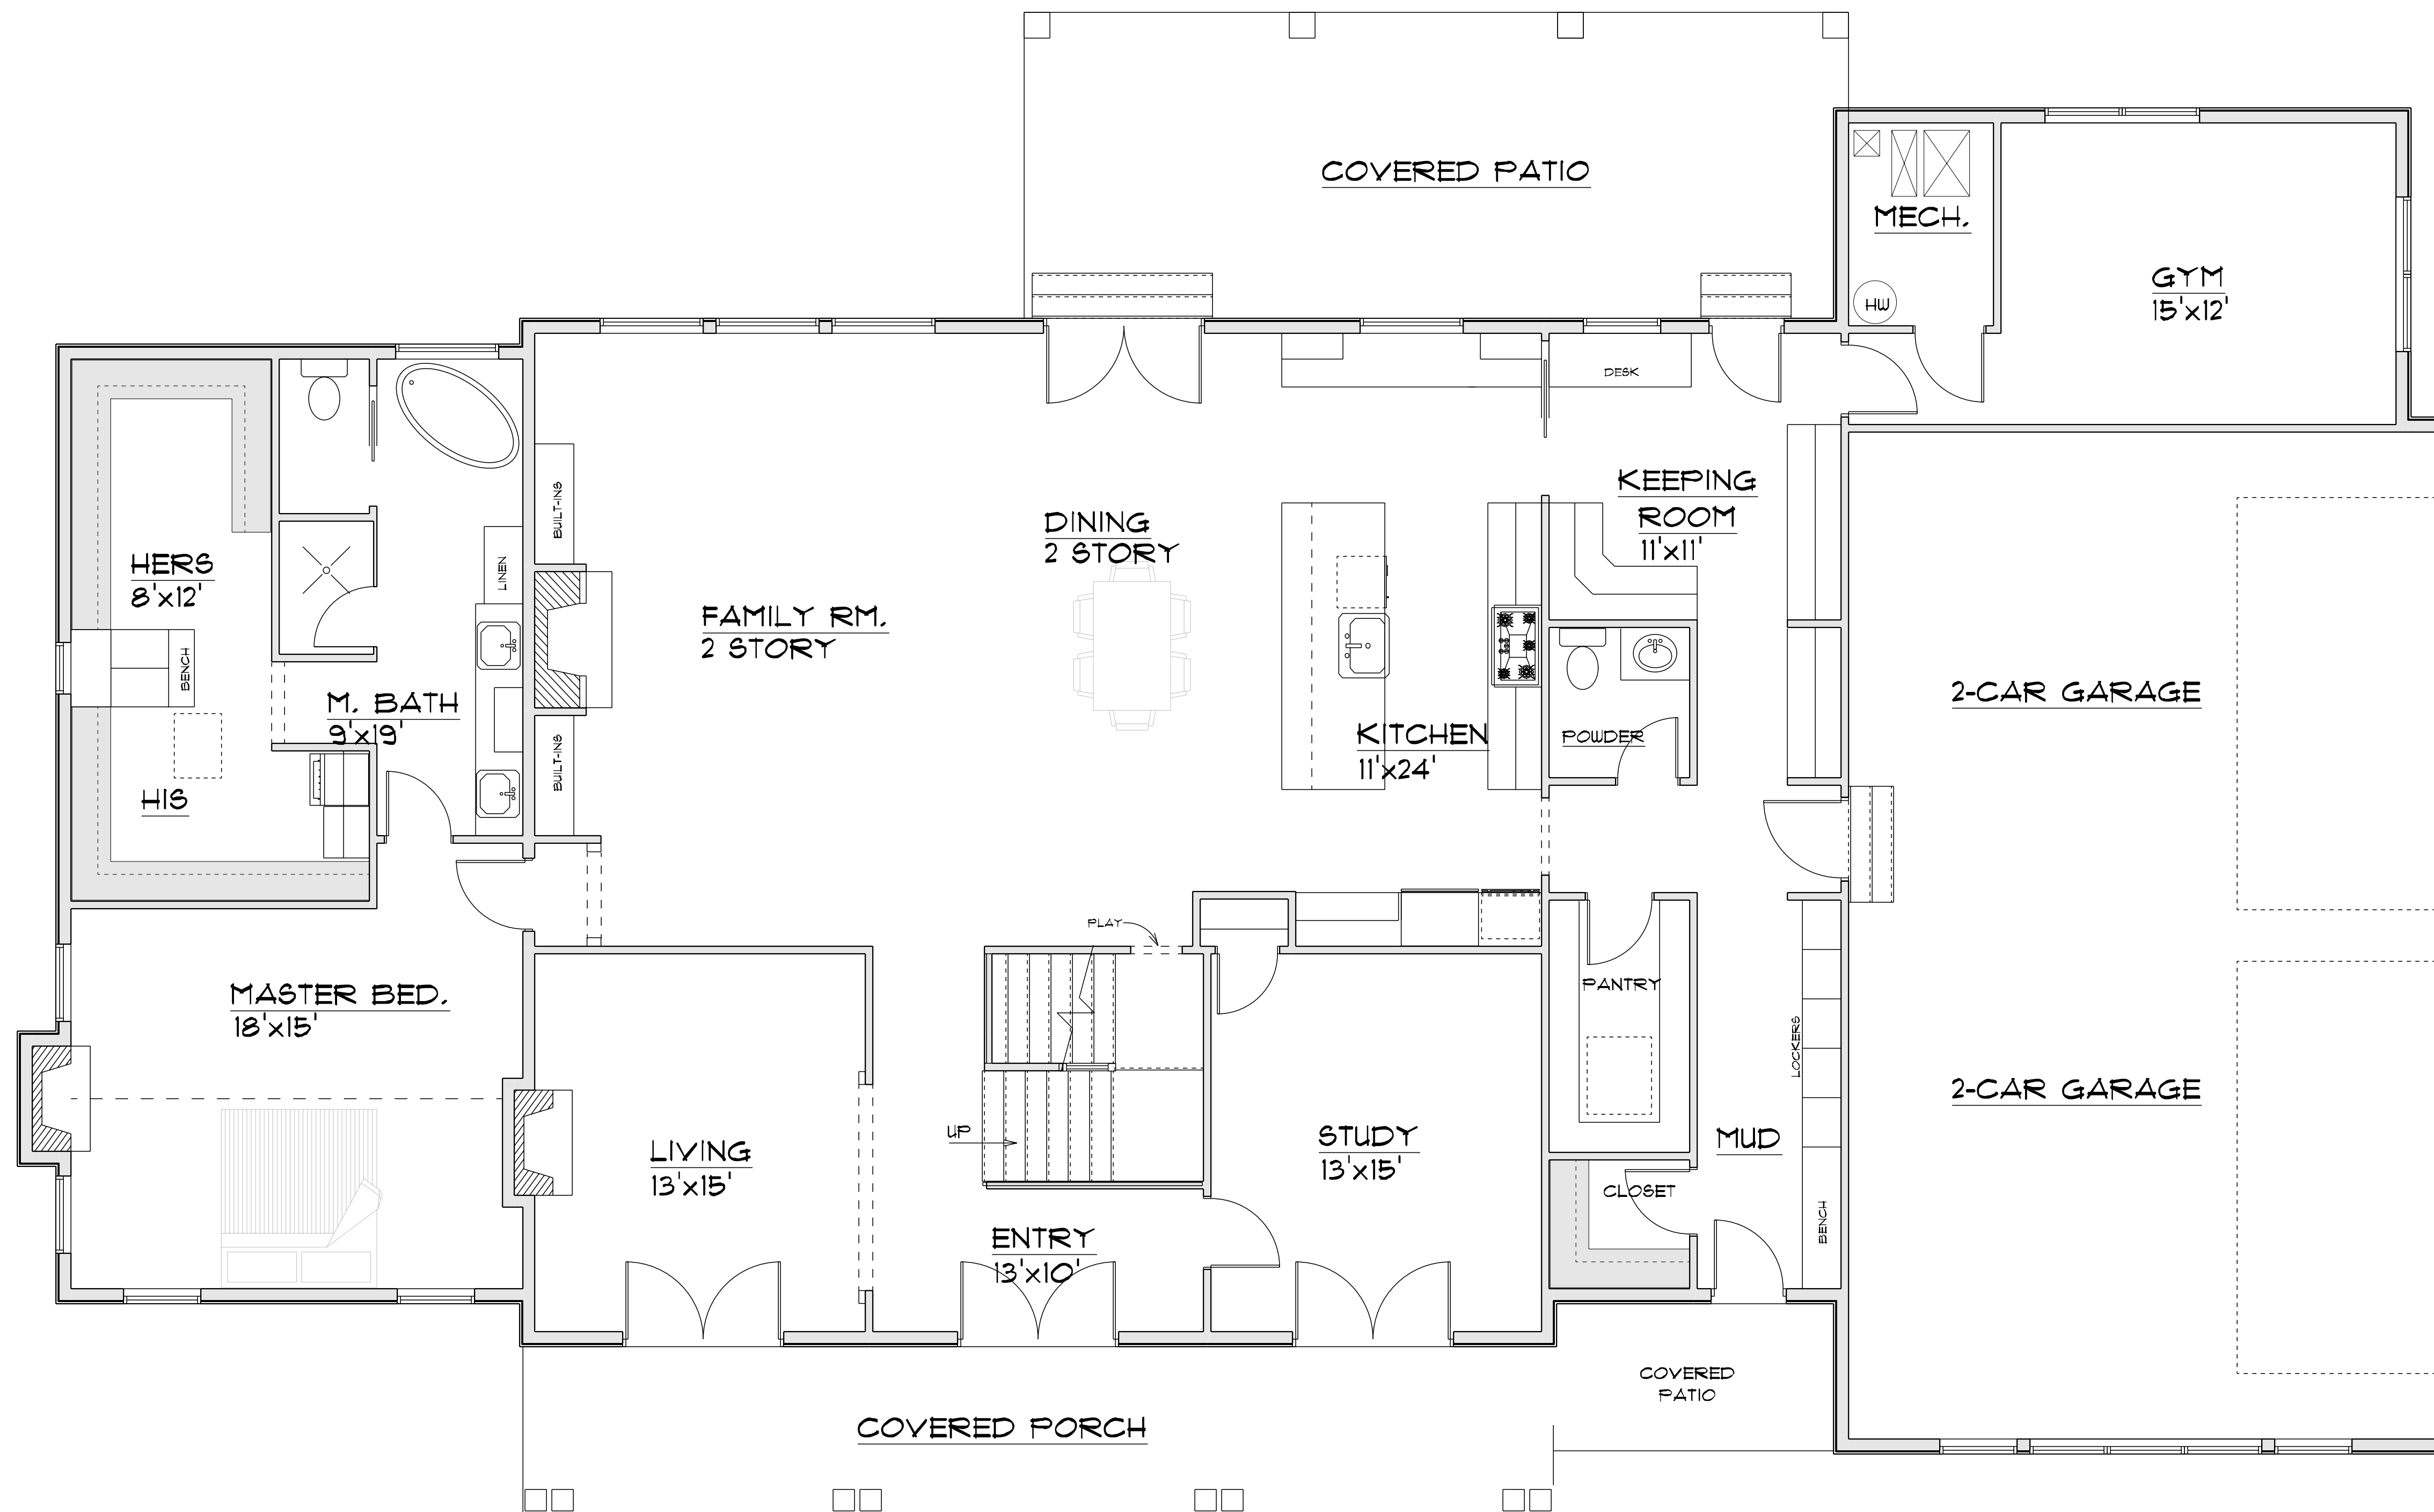 COVERED PATIO
MECH.
GYM
15'x12'
HW
DESK
KEEPING
ROOM
11'x11'
BUILT-INS
DINING
2 STORY
HERS
8'x12'
LINEN
FAMILY RM.
2 STORY
BENCH
M. BATH
9'x19'
2-CAR GARAGE
KITCHEN
11'x24'
POWDER
BUILT-INS
HIS
PLAY
MASTER BED.
18'x15'
PANTRY
LOCKERS
2-CAR GARAGE
UP
LIVING
13'x15'
STUDY
13'x15'
MUD
CLOSET
BENCH
ENTRY
13'x10'
COVERED
PATIO
COVERED PORCH